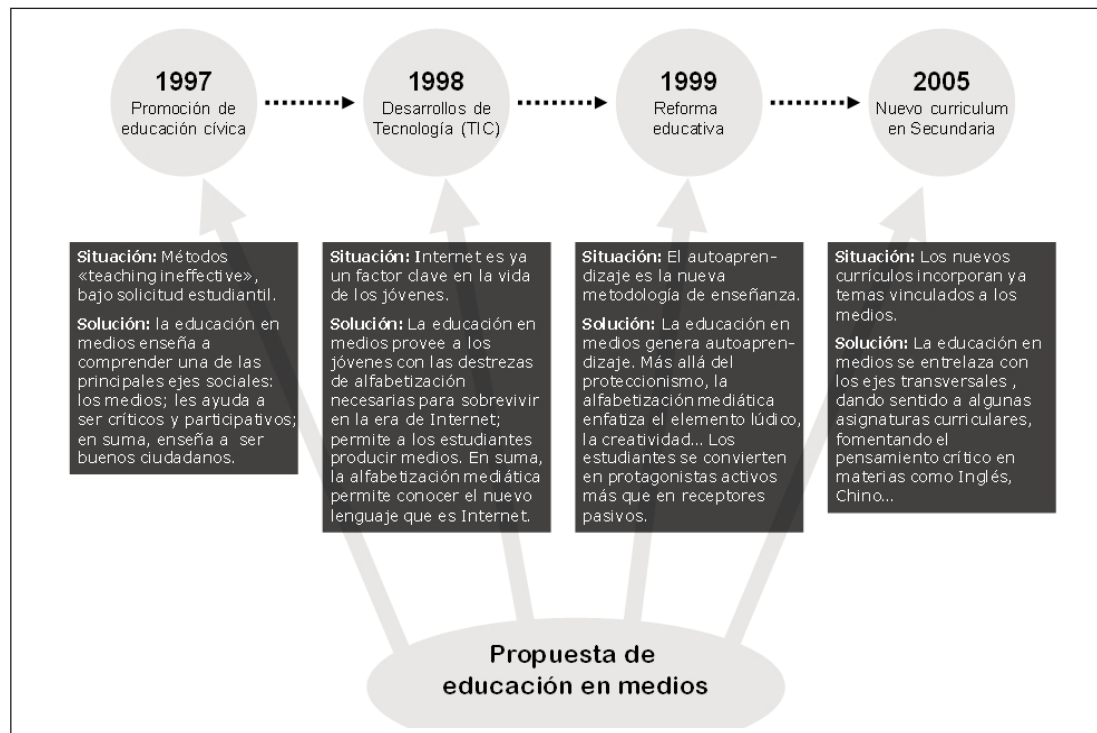 1997
Promoción de
educación cívica
1998
Desarrollos de
Tecnología (TIC)
1999
Reforma
educativa
2005
Nuevo curriculum
en Secundaria
Situación: Métodos
«teaching ineffective»,
bajo solicitud estudiantil.
Solución: la educación en
medios enseña a
comprender una de las
principales ejes sociales:
los medios; les ayuda a
ser críticos y participativos;
en suma, enseña a ser
buenos ciudadanos.
Situación: Internet es ya
un factor clave en la vida
de los jóvenes.
Solución: La educación en
medios provee a los
jóvenes con las destrezas
de alfabetización
necesarias para sobrevivir
en la era de Internet;
permite a los estudiantes
producir medios. En suma,
la alfabetización mediática
permite conocer el nuevo
lenguaje que es Internet.
Situación: El autoapren-
dizaje es la nueva
metodología de enseñanza.
Solución: La educación en
medios genera autoapren-
dizaje. Más allá del
proteccionismo, la
alfabetización mediática
enfatiza el elemento lúdico,
la creatividad... Los
estudiantes se convierten
en protagonistas activos
más que en receptores
pasivos.
Situación: Los nuevos
currículos incorporan ya
temas vinculados a los
medios.
Solución: La educación en
medios se entrelaza con
los ejes transversales ,
dando sentido a algunas
asignaturas curriculares,
fomentando el
pensamiento crítico en
materias como Inglés,
Chino...
Propuesta de
educación en medios